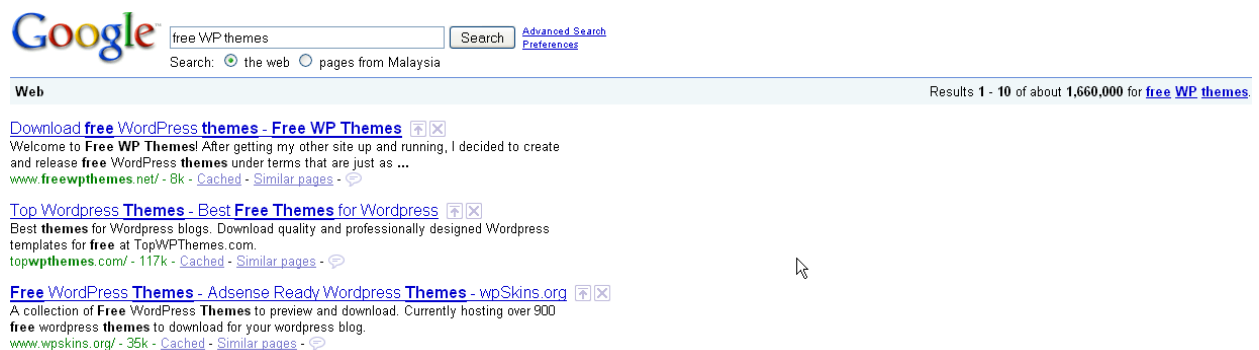 Google
free WP themes
Search
Advanced Search
Preferences
Search: the web pages from Malaysia
Web Results 1 - 10 of about 1,660,000 for free WP themes.
Download free WordPress themes - Free WP Themes
Welcome to Free WP Themes! After getting my other site up and running, I decided to create
and release free WordPress themes under terms that are just as ...
www.freewpthemes.net/ - 8k - Cached - Similar pages -
Top Wordpress Themes - Best Free Themes for Wordpress
Best themes for Wordpress blogs. Download quality and professionally designed Wordpress
templates for free at TopWPThemes.com.
topwpthemes.com/ - 117k - Cached - Similar pages -
Free WordPress Themes - Adsense Ready Wordpress Themes - wpSkins.org
A collection of Free WordPress Themes to preview and download. Currently hosting over 900
free wordpress themes to download for your wordpress blog.
www.wpskins.org/ - 35k - Cached - Similar pages -